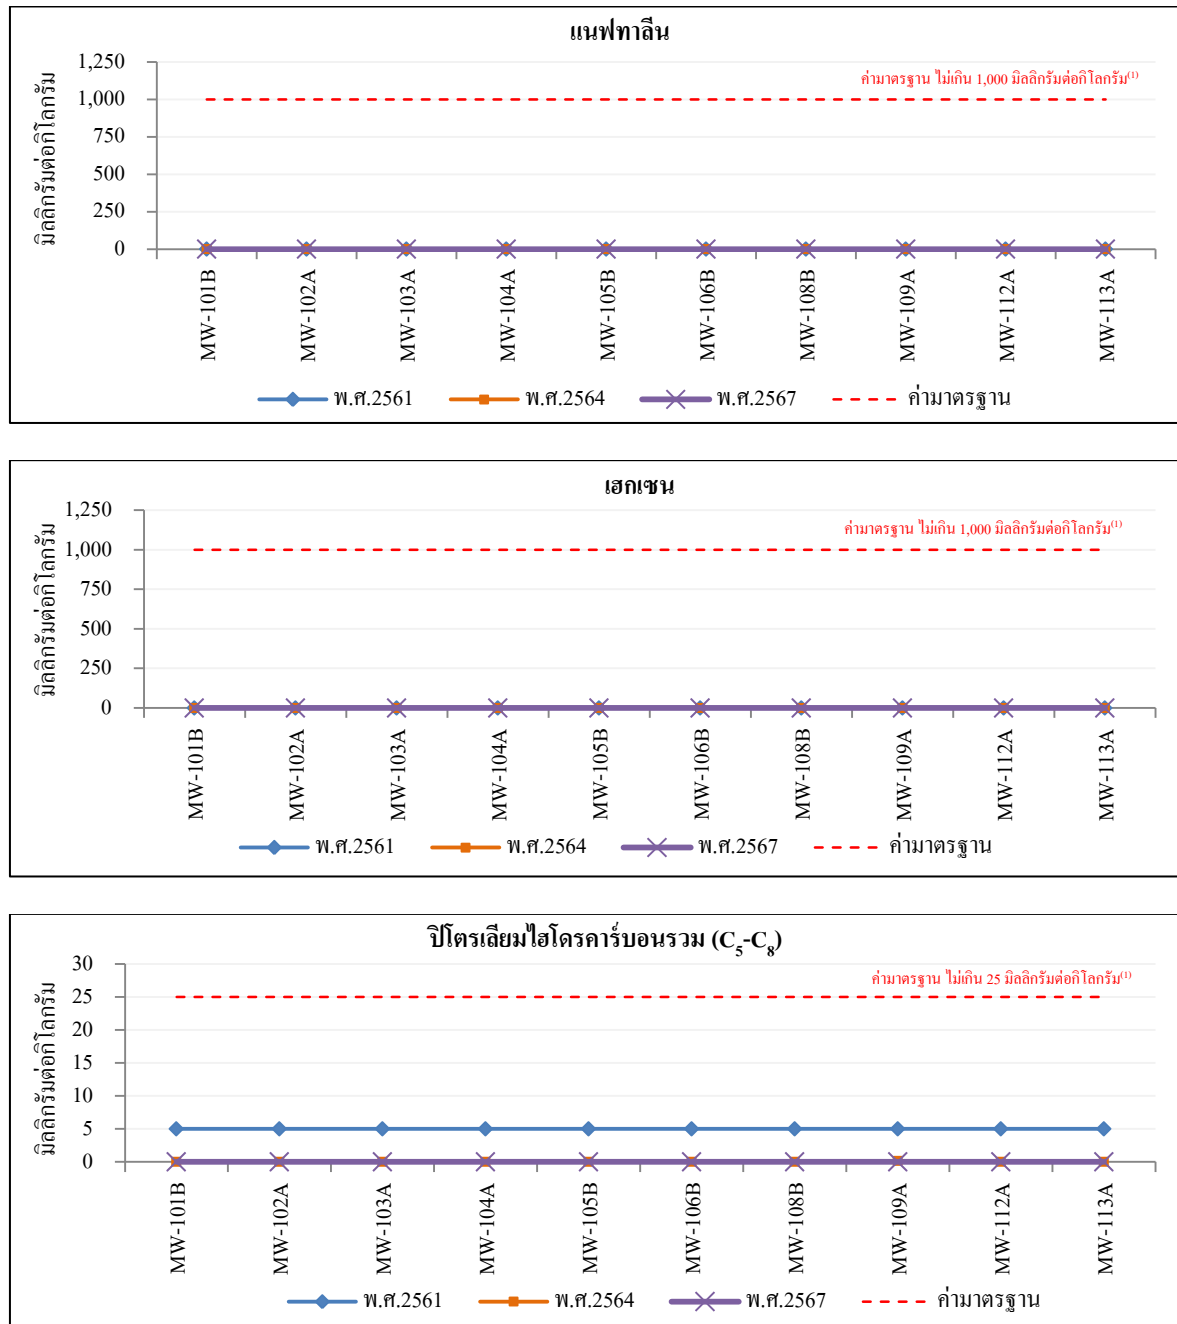 แนฟทาลีน
มิลลิกรัมต่อกิโลกรัม
1,250
1,000
750
500
250
0
ค่ามาตรฐาน ไม่เกิน 1,000 มิลลิกรัมต่อกิโลกรัม⁽¹⁾
MW-101B
MW-102A
MW-103A
MW-104A
MW-105B
MW-106B
MW-108B
MW-109A
MW-112A
MW-113A
พ.ศ.2561 พ.ศ.2564 พ.ศ.2567 ค่ามาตรฐาน
เฮกเซน
มิลลิกรัมต่อกิโลกรัม
1,250
1,000
750
500
250
0
ค่ามาตรฐาน ไม่เกิน 1,000 มิลลิกรัมต่อกิโลกรัม⁽¹⁾
MW-101B
MW-102A
MW-103A
MW-104A
MW-105B
MW-106B
MW-108B
MW-109A
MW-112A
MW-113A
พ.ศ.2561 พ.ศ.2564 พ.ศ.2567 ค่ามาตรฐาน
ปิโตรเลียมไฮโดรคาร์บอนรวม (C₅-C₈)
มิลลิกรัมต่อกิโลกรัม
30
25
20
15
10
5
0
ค่ามาตรฐาน ไม่เกิน 25 มิลลิกรัมต่อกิโลกรัม⁽¹⁾
MW-101B
MW-102A
MW-103A
MW-104A
MW-105B
MW-106B
MW-108B
MW-109A
MW-112A
MW-113A
พ.ศ.2561 พ.ศ.2564 พ.ศ.2567 ค่ามาตรฐาน